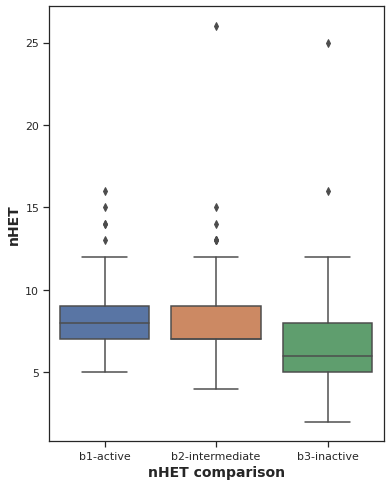 25
20
15
10
5
nHET
b1-active
b2-intermediate
b3-inactive
nHET comparison